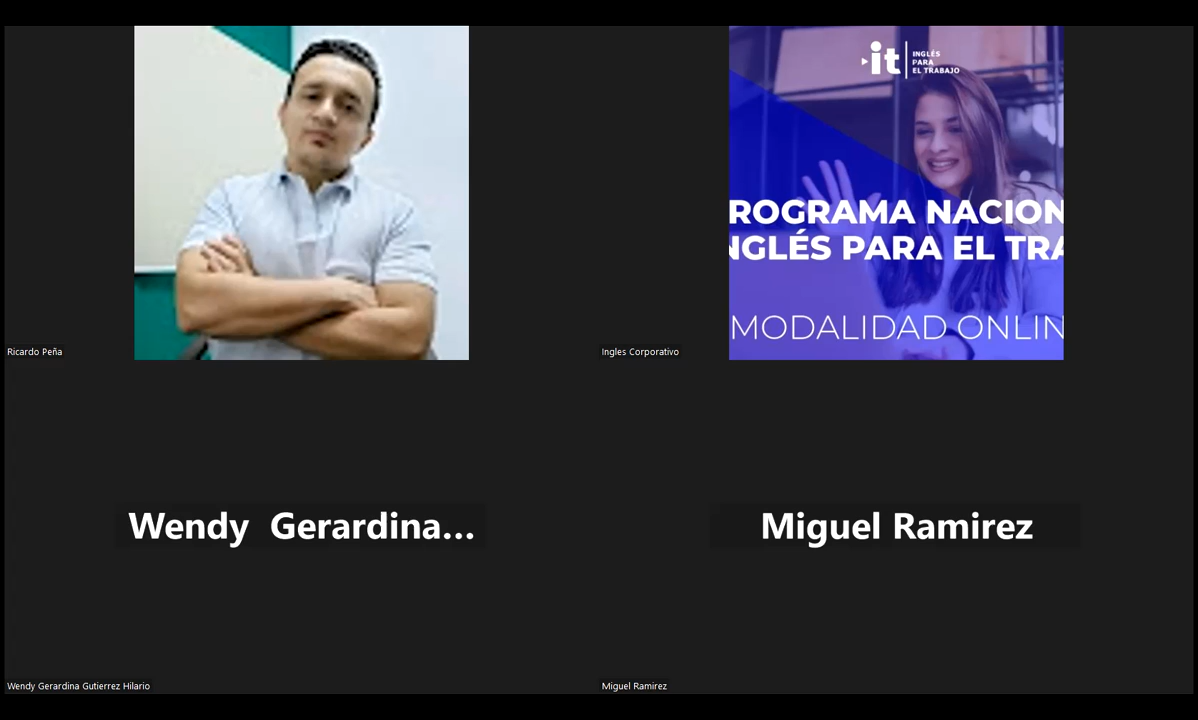 it
INGLÉS
PARA
EL TRABAJO
ROGRAMA NACION
NGLÉS PARA EL TRA
MODALIDAD ONLIN
Ricardo Peña
Ingles Corporativo
Wendy Gerardina...
Miguel Ramirez
Wendy Gerardina Gutierrez Hilario
Miguel Ramirez